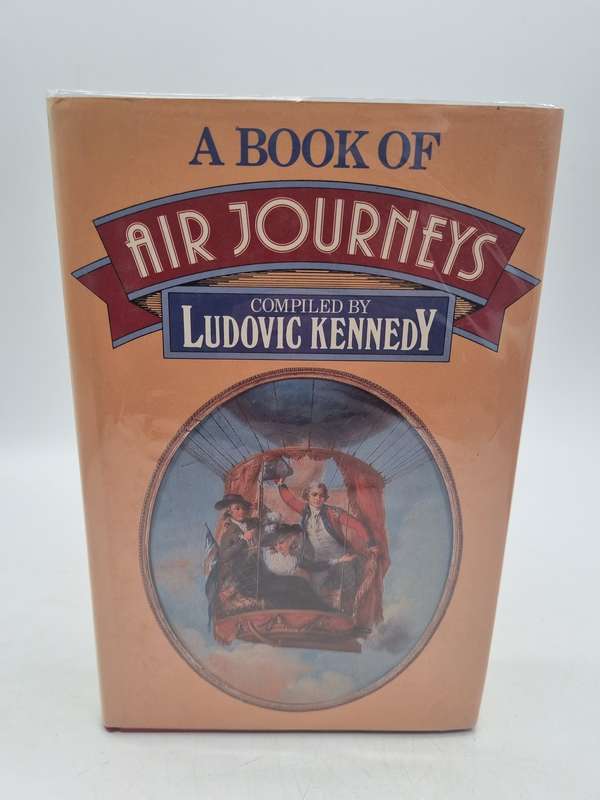 A BOOK OF
AIR JOURNEYS
COMPILED BY
LUDOVIC KENNEDY